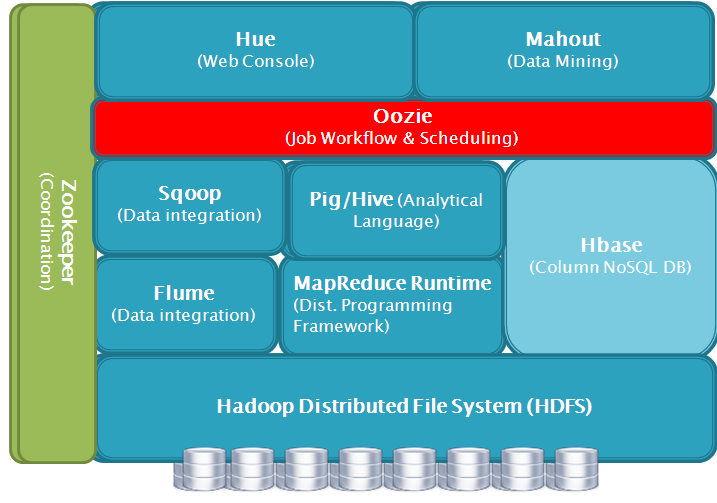 Hue
(Web Console)
Mahout
(Data Mining)
Oozie
(Job Workflow & Scheduling)
Zookeeper
(Coordination)
Sqoop
(Data integration)
Pig/Hive (Analytical
Language)
Hbase
(Column NoSQL DB)
Flume
(Data integration)
MapReduce Runtime
(Dist. Programming
Framework)
Hadoop Distributed File System (HDFS)